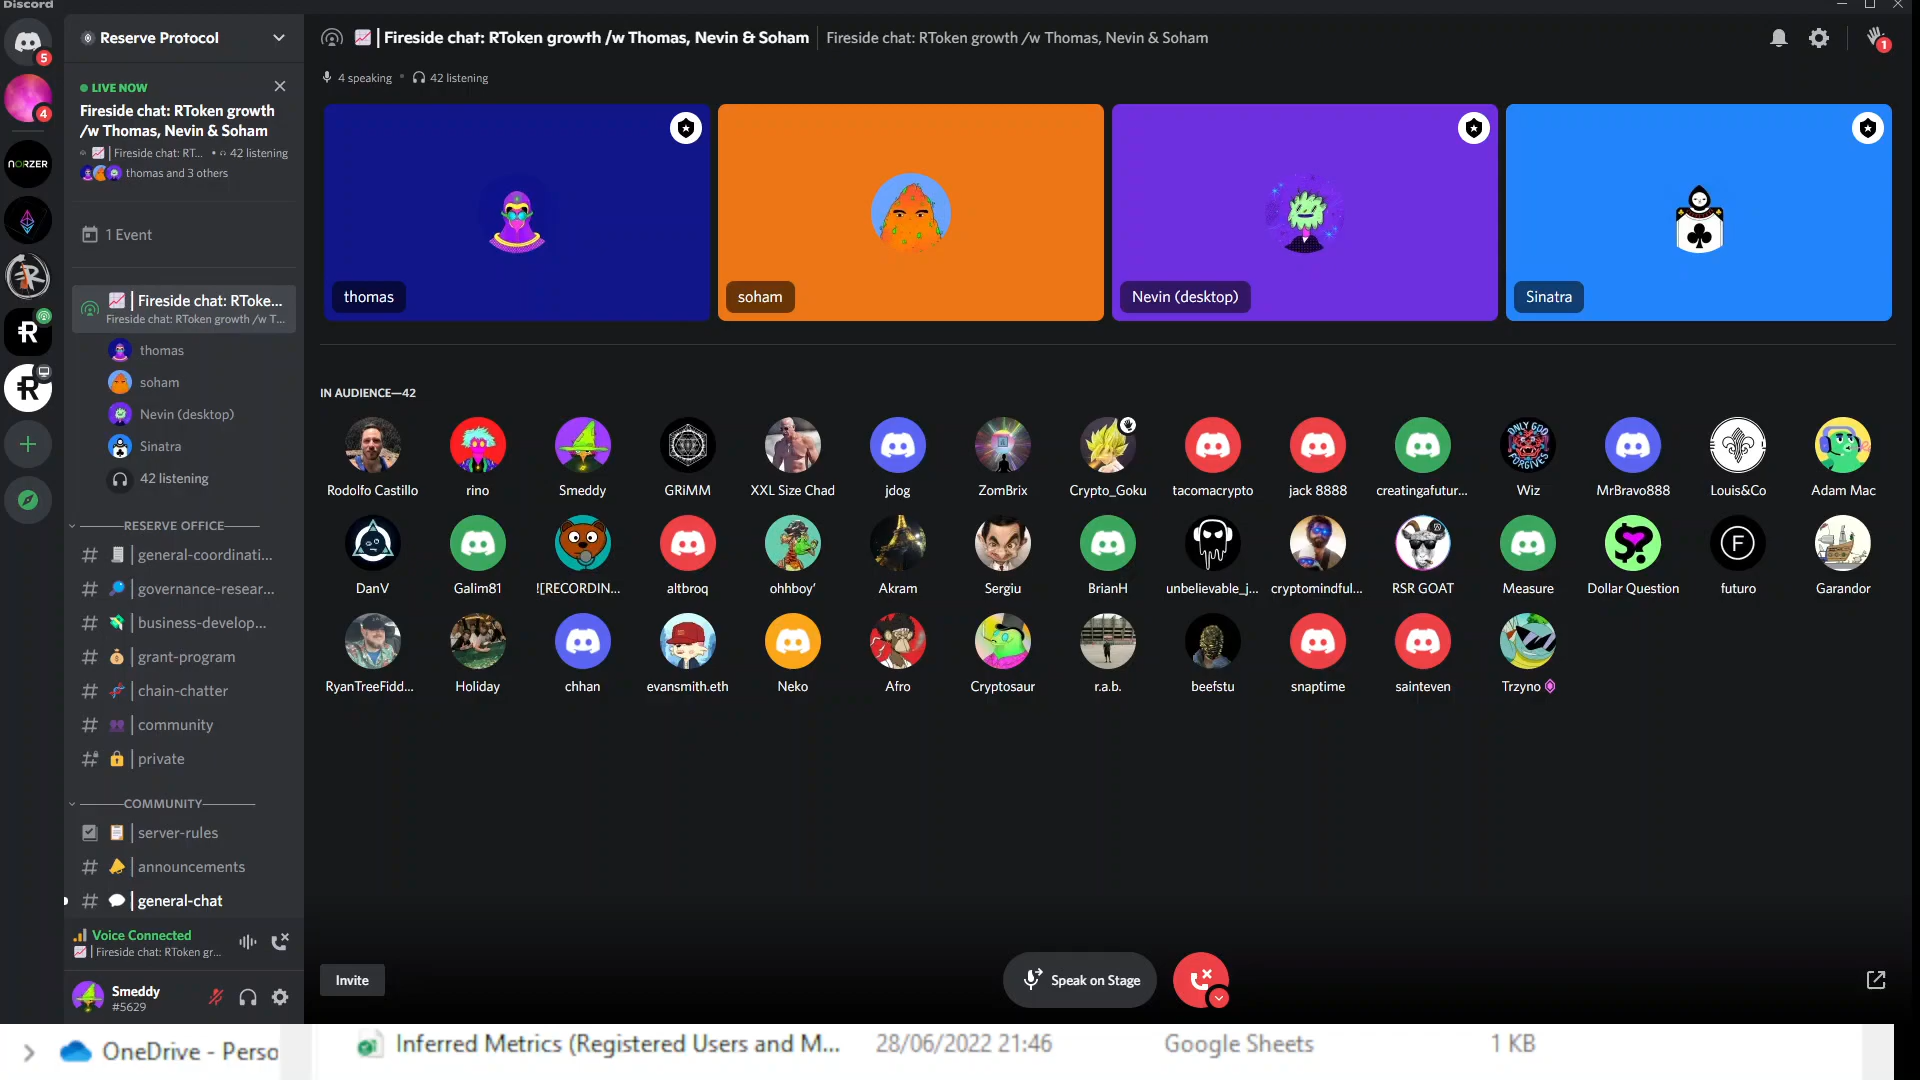 Discord
5
Reserve Protocol
📈 | Fireside chat: RToken growth /w Thomas, Nevin & Soham
Fireside chat: RToken growth /w Thomas, Nevin & Soham
1
4 speaking • 42 listening
4
LIVE NOW
Fireside chat: RToken growth
/w Thomas, Nevin & Soham
📈 | Fireside chat: RT... • 42 listening
thomas and 3 others
NORZER
1 Event
thomas
soham
Nevin (desktop)
Sinatra
📈 | Fireside chat: RToke...
Fireside chat: RToken growth /w T...
thomas
soham
Nevin (desktop)
Sinatra
42 listening
IN AUDIENCE—42
ONLY GOD
FORGIVES
Rodolfo Castillo
rino
Smeddy
GRiMM
XXL Size Chad
jdog
ZomBrix
Crypto_Goku
tacomacrypto
jack 8888
creatingafutur...
Wiz
MrBravo888
Louis&Co
Adam Mac
F
DanV
Galim81
![RECORDIN...
altbroq
ohhboy'
Akram
Sergiu
BrianH
unbelievable_j...
cryptomindful...
RSR GOAT
Measure
Dollar Question
futuro
Garandor
RyanTreeFidd...
Holiday
chhan
evansmith.eth
Neko
Afro
Cryptosaur
r.a.b.
beefstu
snaptime
sainteven
Trzyno
RESERVE OFFICE
# | general-coordinati...
# | governance-resear...
# | business-develop...
# | grant-program
# | chain-chatter
# | community
# | private
COMMUNITY
| server-rules
# | announcements
# | general-chat
Voice Connected
📈 | Fireside chat: RToken gr...
Smeddy
#5629
Invite
Speak on Stage
OneDrive - Perso
Inferred Metrics (Registered Users and M...
28/06/2022 21:46
Google Sheets
1 KB